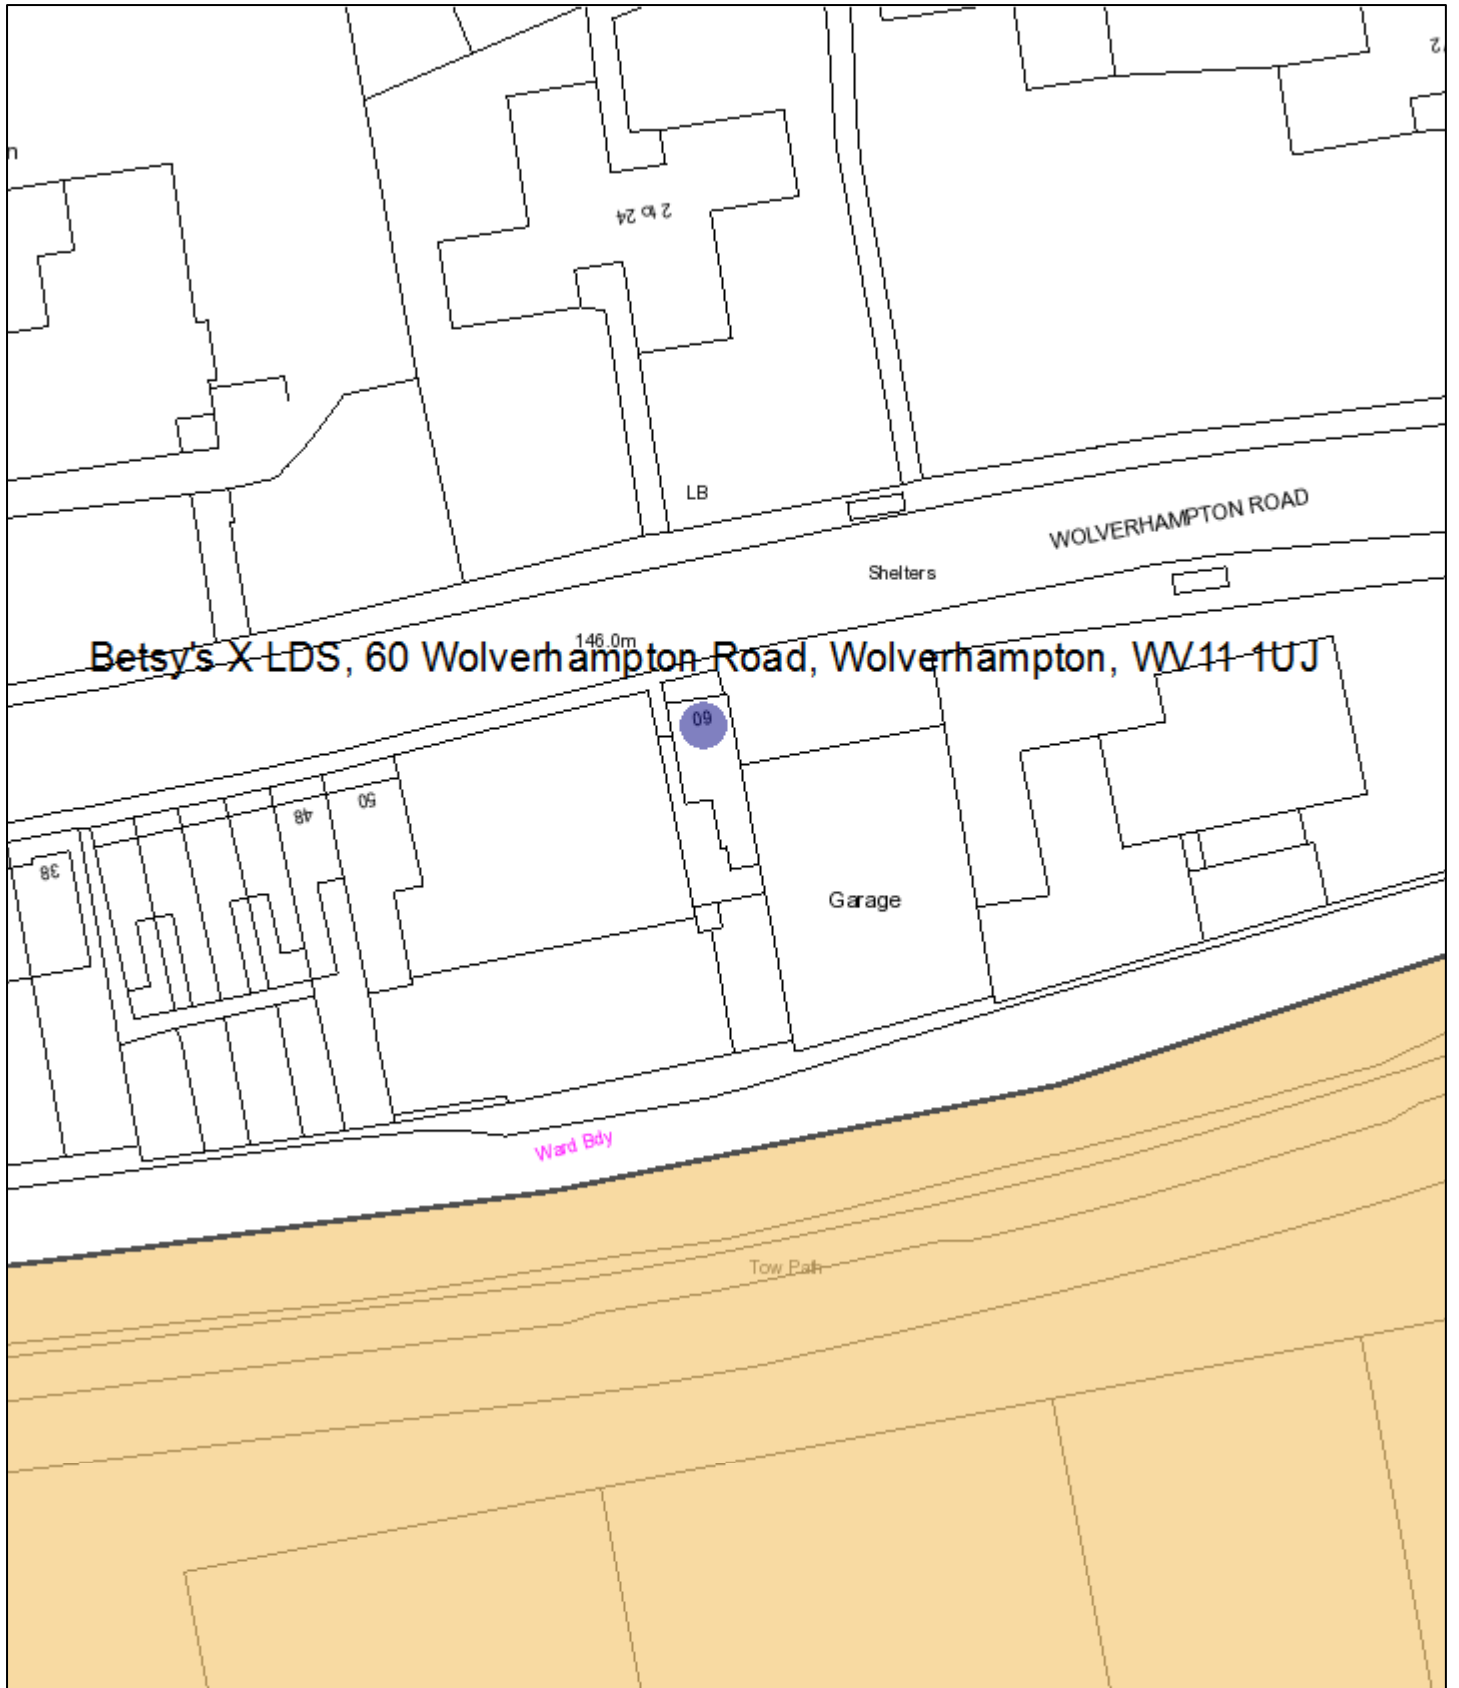 n
2 to 24
LB
WOLVERHAMPTON ROAD
Shelters
146.0m
Betsy's X LDS, 60 Wolverhampton Road, Wolverhampton, WV11 1UJ
60
50
48
38
Garage
Ward Bdy
Tow Path